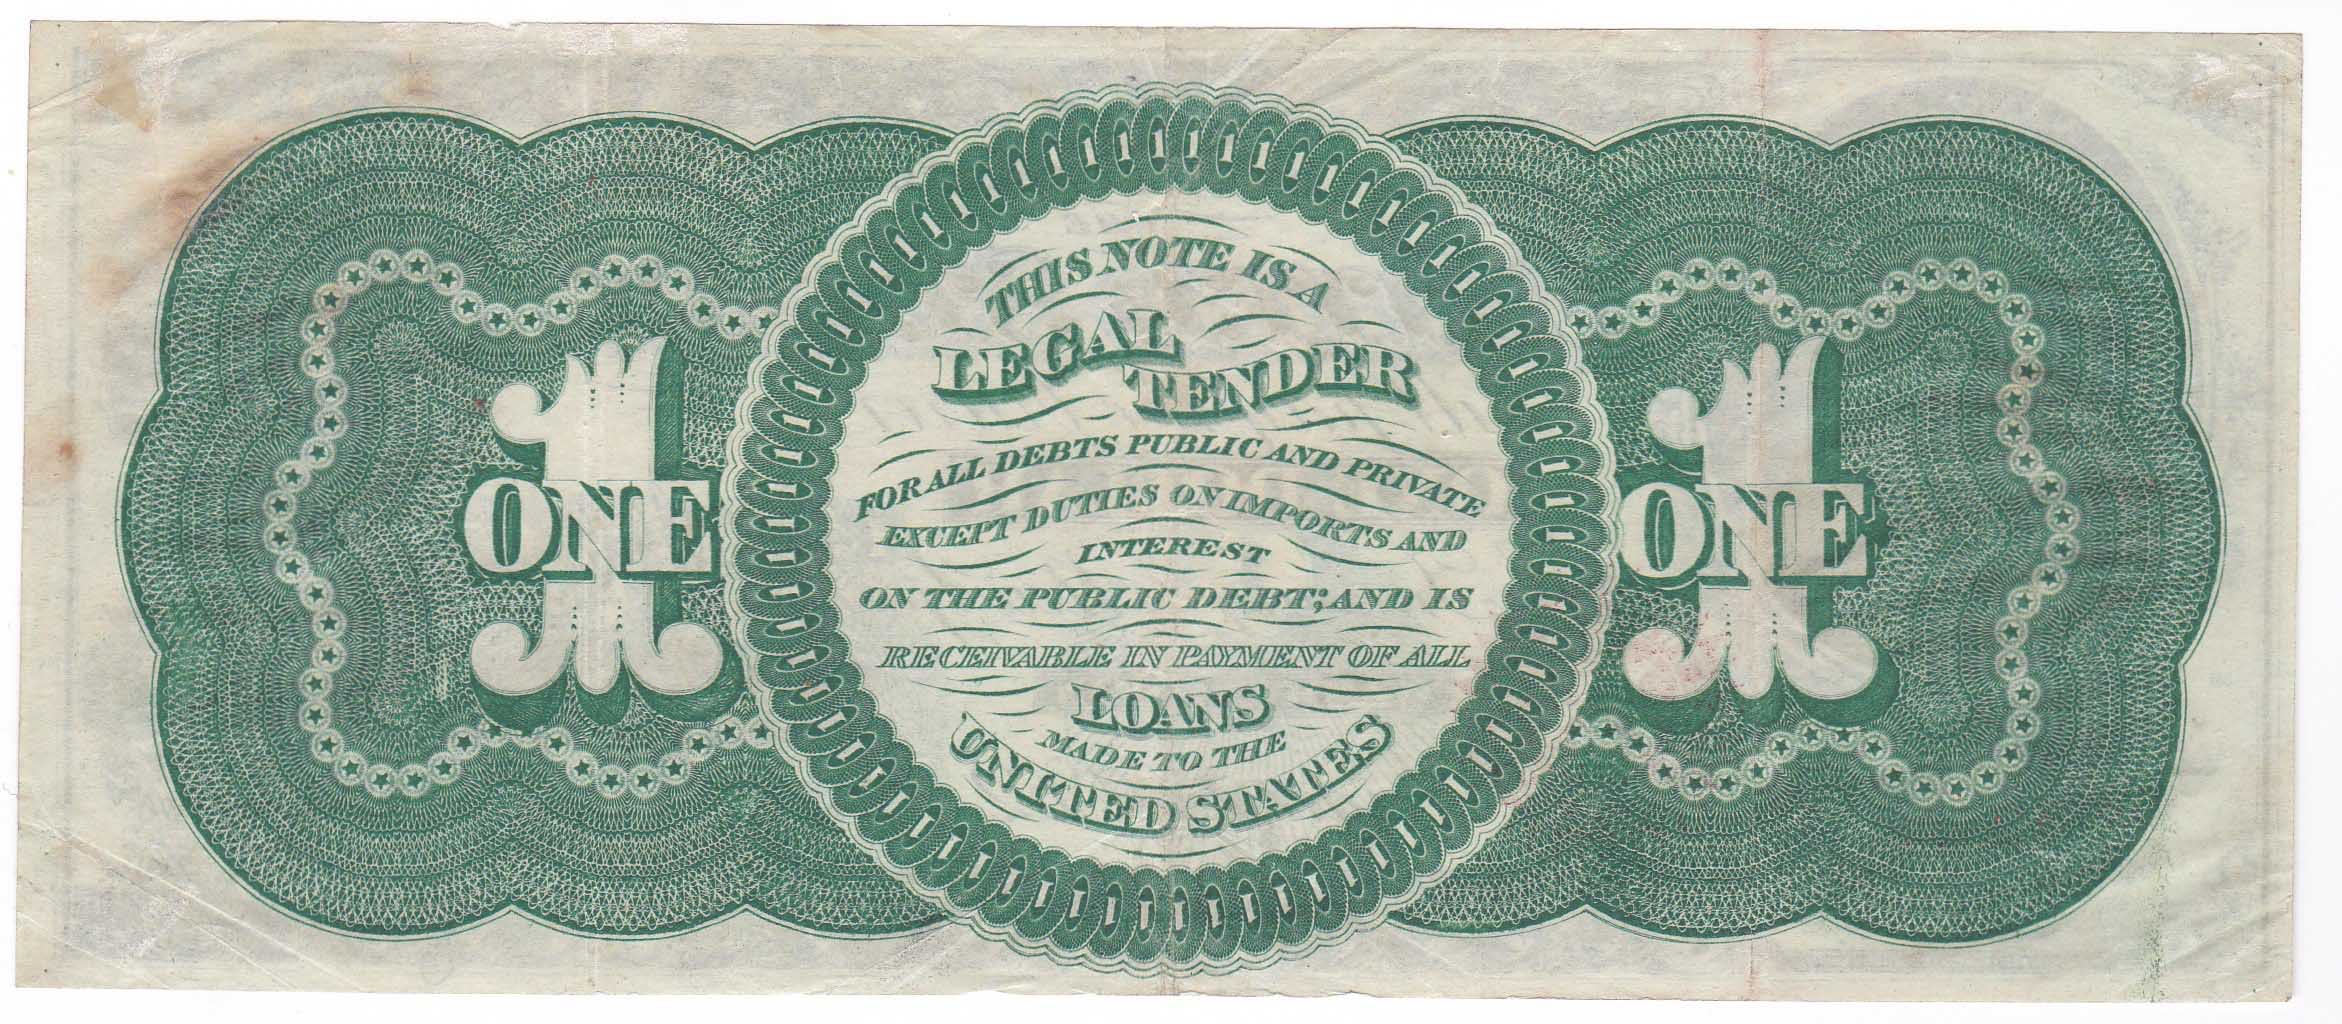 THIS NOTE IS A
LEGAL
TENDER
FOR ALL DEBTS PUBLIC AND PRIVATE
EXCEPT DUTIES ON IMPORTS AND
INTEREST
ON THE PUBLIC DEBT; AND IS
RECEIVABLE IN PAYMENT OF ALL
LOANS
MADE TO THE
UNITED STATES
1
ONE
1
ONE